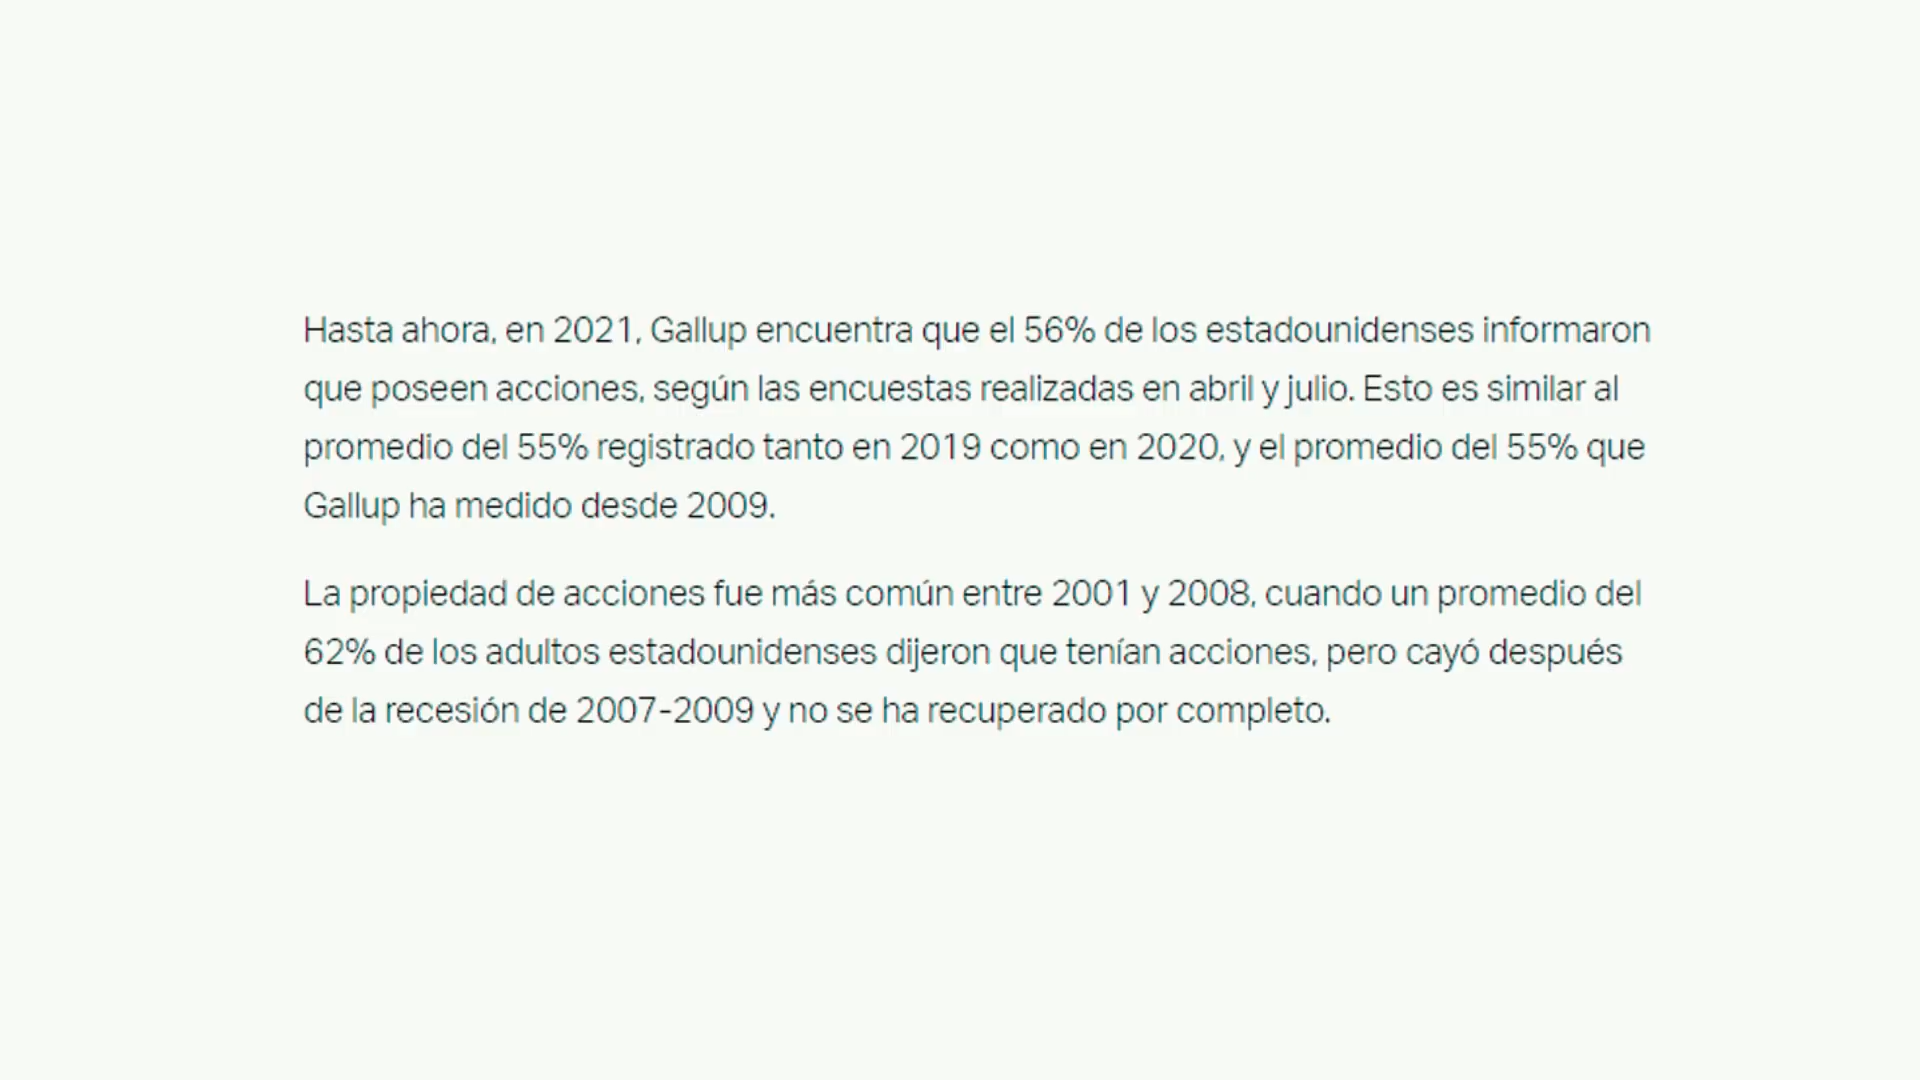 Hasta ahora, en 2021, Gallup encuentra que el 56% de los estadounidenses informaron
que poseen acciones, según las encuestas realizadas en abril y julio. Esto es similar al
promedio del 55% registrado tanto en 2019 como en 2020, y el promedio del 55% que
Gallup ha medido desde 2009.
La propiedad de acciones fue más común entre 2001 y 2008, cuando un promedio del
62% de los adultos estadounidenses dijeron que tenían acciones, pero cayó después
de la recesión de 2007-2009 y no se ha recuperado por completo.